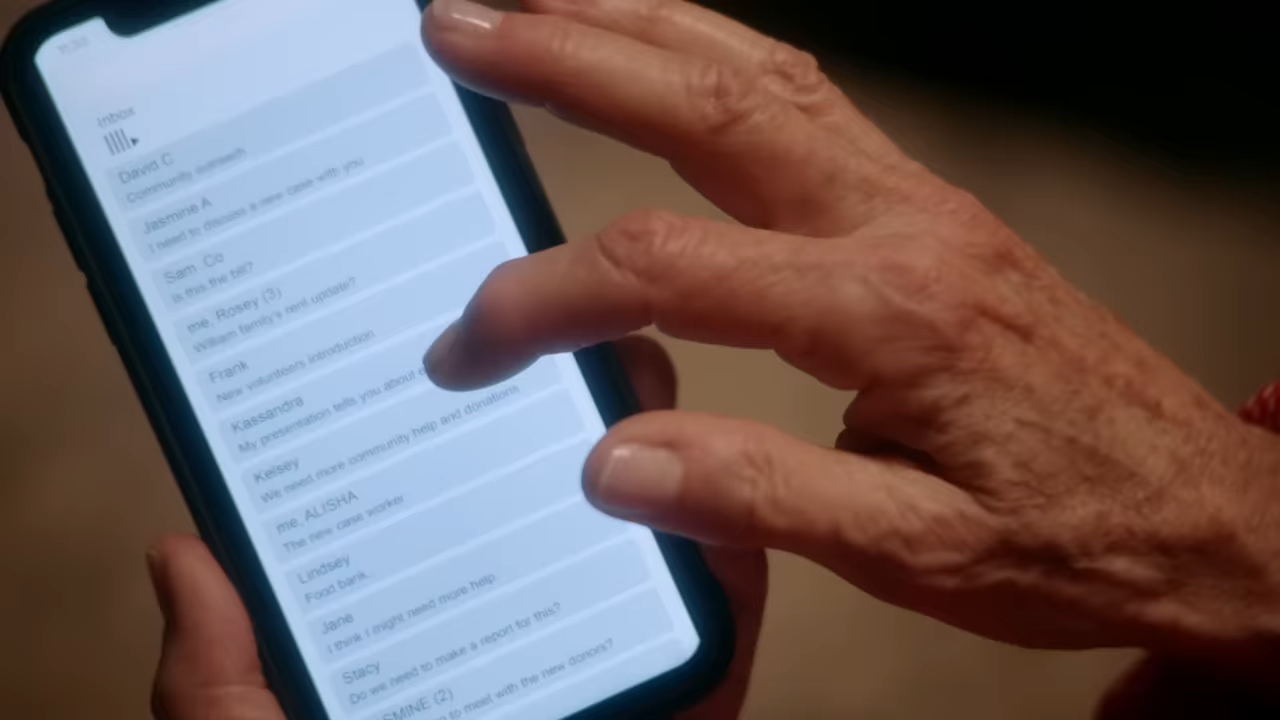 Inbox
David C
Community outreach
Jasmine A
I need to discuss a new case with you
Sam. Co
Is this the bill?
me, Rosey (3)
William family's rent update?
Frank
New volunteers introduction
Kassandra
My presentation tells you about
Kelsey
We need more community help and donations
me, ALISHA
The new case worker
Lindsey
Food bank.
Jane
I think I might need more help.
Stacy
Do we need to make a report for this?
SMINE (2)
to meet with the new donors?